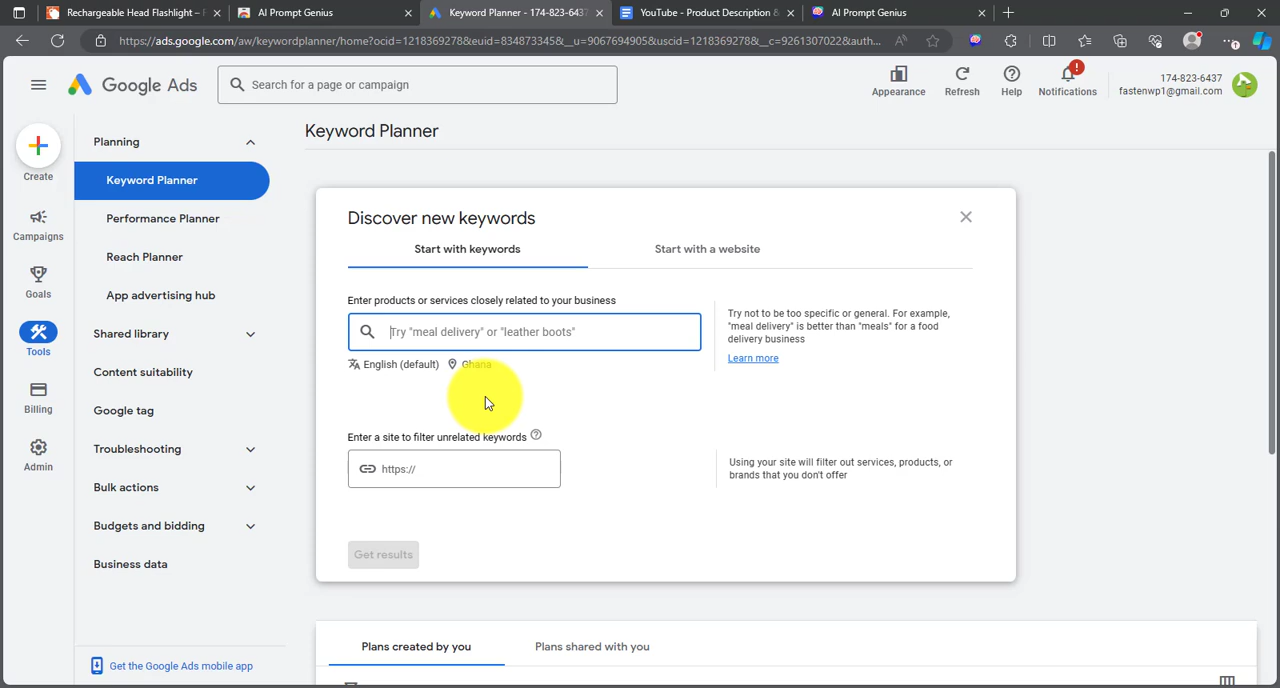 Rechargeable Head Flashlight – F
AI Prompt Genius
Keyword Planner - 174-823-6437
YouTube - Product Description &
AI Prompt Genius
https://ads.google.com/aw/keywordplanner/home?ocid=1218369278&euid=834873345&__u=9067694905&uscid=1218369278&__c=9261307022&auth...
Google Ads
Search for a page or campaign
Appearance
Refresh
Help
Notifications
174-823-6437
fastenwp1@gmail.com
Create
Campaigns
Goals
Tools
Billing
Admin
Planning
Keyword Planner
Performance Planner
Reach Planner
App advertising hub
Shared library
Content suitability
Google tag
Troubleshooting
Bulk actions
Budgets and bidding
Business data
Get the Google Ads mobile app
Keyword Planner
Discover new keywords
Start with keywords
Start with a website
Enter products or services closely related to your business
Try "meal delivery" or "leather boots"
English (default)
Ghana
Try not to be too specific or general. For example,
"meal delivery" is better than "meals" for a food
delivery business
Learn more
Enter a site to filter unrelated keywords
https://
Using your site will filter out services, products, or
brands that you don't offer
Get results
Plans created by you
Plans shared with you